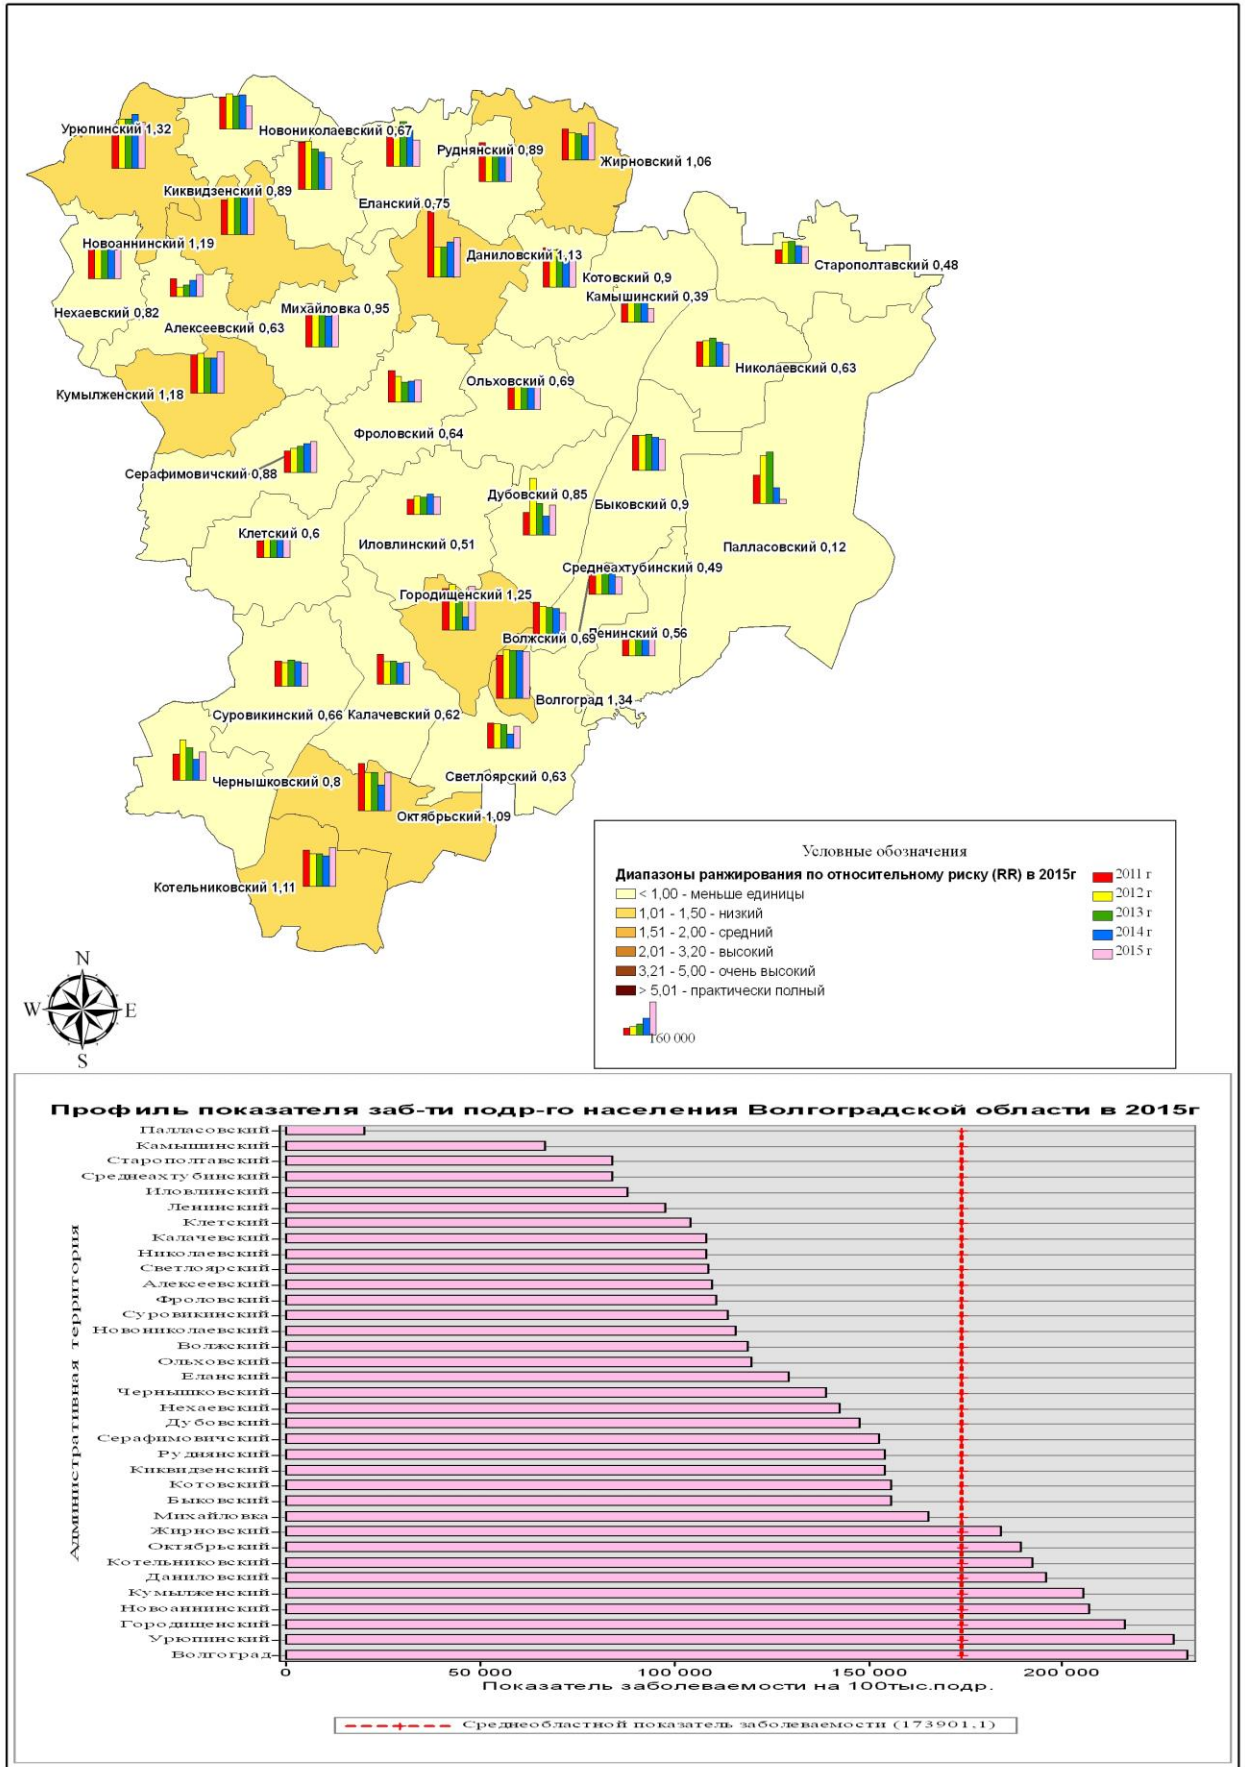 Урюпинский 1,32
Новониколаевский 0,67
Руднянский 0,89
Жирновский 1,06
Киквидзенский 0,89
Еланский 0,75
Новоаннинский 1,19
Даниловский 1,13
Старополтавский 0,48
Котовский 0,9
Камышинский 0,39
Нехаевский 0,82
Михайловка 0,95
Алексеевский 0,63
Николаевский 0,63
Ольховский 0,69
Кумылженский 1,18
Фроловский 0,64
Серафимовичский 0,88
Дубовский 0,85
Быковский 0,9
Клетский 0,6
Иловлинский 0,51
Палласовский 0,12
Среднеахтубинский 0,49
Городищенский 1,25
Волжский 0,69
Ленинский 0,56
Волгоград 1,34
Суровикинский 0,66
Калачевский 0,62
Светлоярский 0,63
Чернышковский 0,8
Октябрьский 1,09
Котельниковский 1,11
Условные обозначения
Диапазоны ранжирования по относительному риску (RR) в 2015г
< 1,00 - меньше единицы
1,01 - 1,50 - низкий
1,51 - 2,00 - средний
2,01 - 3,20 - высокий
3,21 - 5,00 - очень высокий
> 5,01 - практически полный
160 000
2011 г
2012 г
2013 г
2014 г
2015 г
N
W
E
S
Профиль показателя заб-ти подр-го населения Волгоградской области в 2015г
Административная территория
Палласовский
Камышинский
Старополтавский
Среднеахтубинский
Иловлинский
Ленинский
Клетский
Калачевский
Николаевский
Светлоярский
Алексеевский
Фроловский
Суровикинский
Новониколаевский
Волжский
Ольховский
Еланский
Чернышковский
Нехаевский
Дубовский
Серафимовичский
Руднянский
Киквидзенский
Котовский
Быковский
Михайловка
Жирновский
Октябрьский
Котельниковский
Даниловский
Кумылженский
Новоаннинский
Городищенский
Урюпинский
Волгоград
0 50 000 100 000 150 000 200 000
Показатель заболеваемости на 100тыс.подр.
Среднеобластной показатель заболеваемости (173901,1)